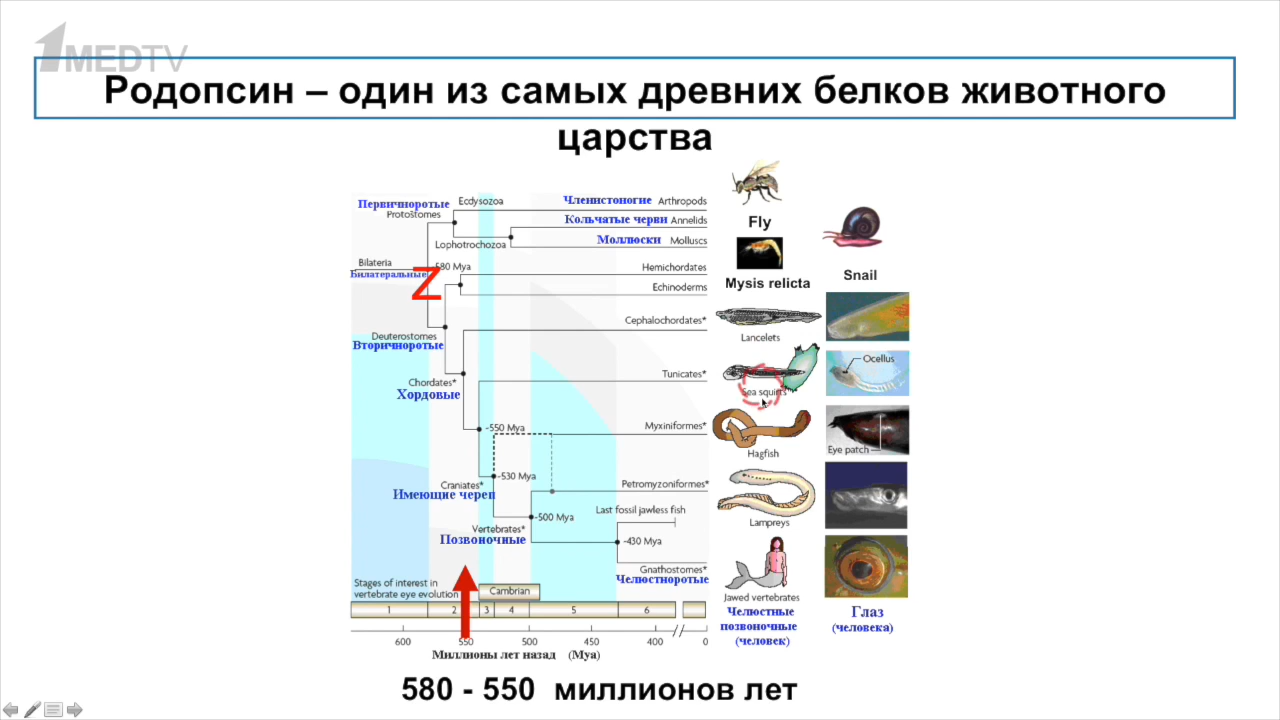 1MEDTV
Родопсин – один из самых древних белков животного
царства
Первичноротые
Protostomes
Ecdysozoa
Членистоногие Arthropods
Кольчатые черви Annelids
Lophotrochozoa
Моллюски Molluscs
Bilateria
Билатеральные
580 Mya
Z
Hemichordates
Echinoderms
Cephalochordates*
Deuterostomes
Вторичноротые
Tunicates*
Chordates*
Хордовые
~550 Mya
Myxiniformes*
~530 Mya
Craniates*
Имеющие череп
Petromyzoniformes*
~500 Mya
Last fossil jawless fish
Vertebrates*
Позвоночные
~430 Mya
Gnathostomes*
Челюстноротые
Stages of interest in
vertebrate eye evolution
Cambrian
1 2 3 4 5 6
600 550 500 450 400 0
Миллионы лет назад (Mya)
Fly
Mysis relicta
Snail
Lancelets
Ocellus
Sea squirts
Hagfish
Eye patch
Lampreys
Jawed vertebrates
Челюстные
позвоночные
(человек)
Глаз
(человека)
580 - 550 миллионов лет